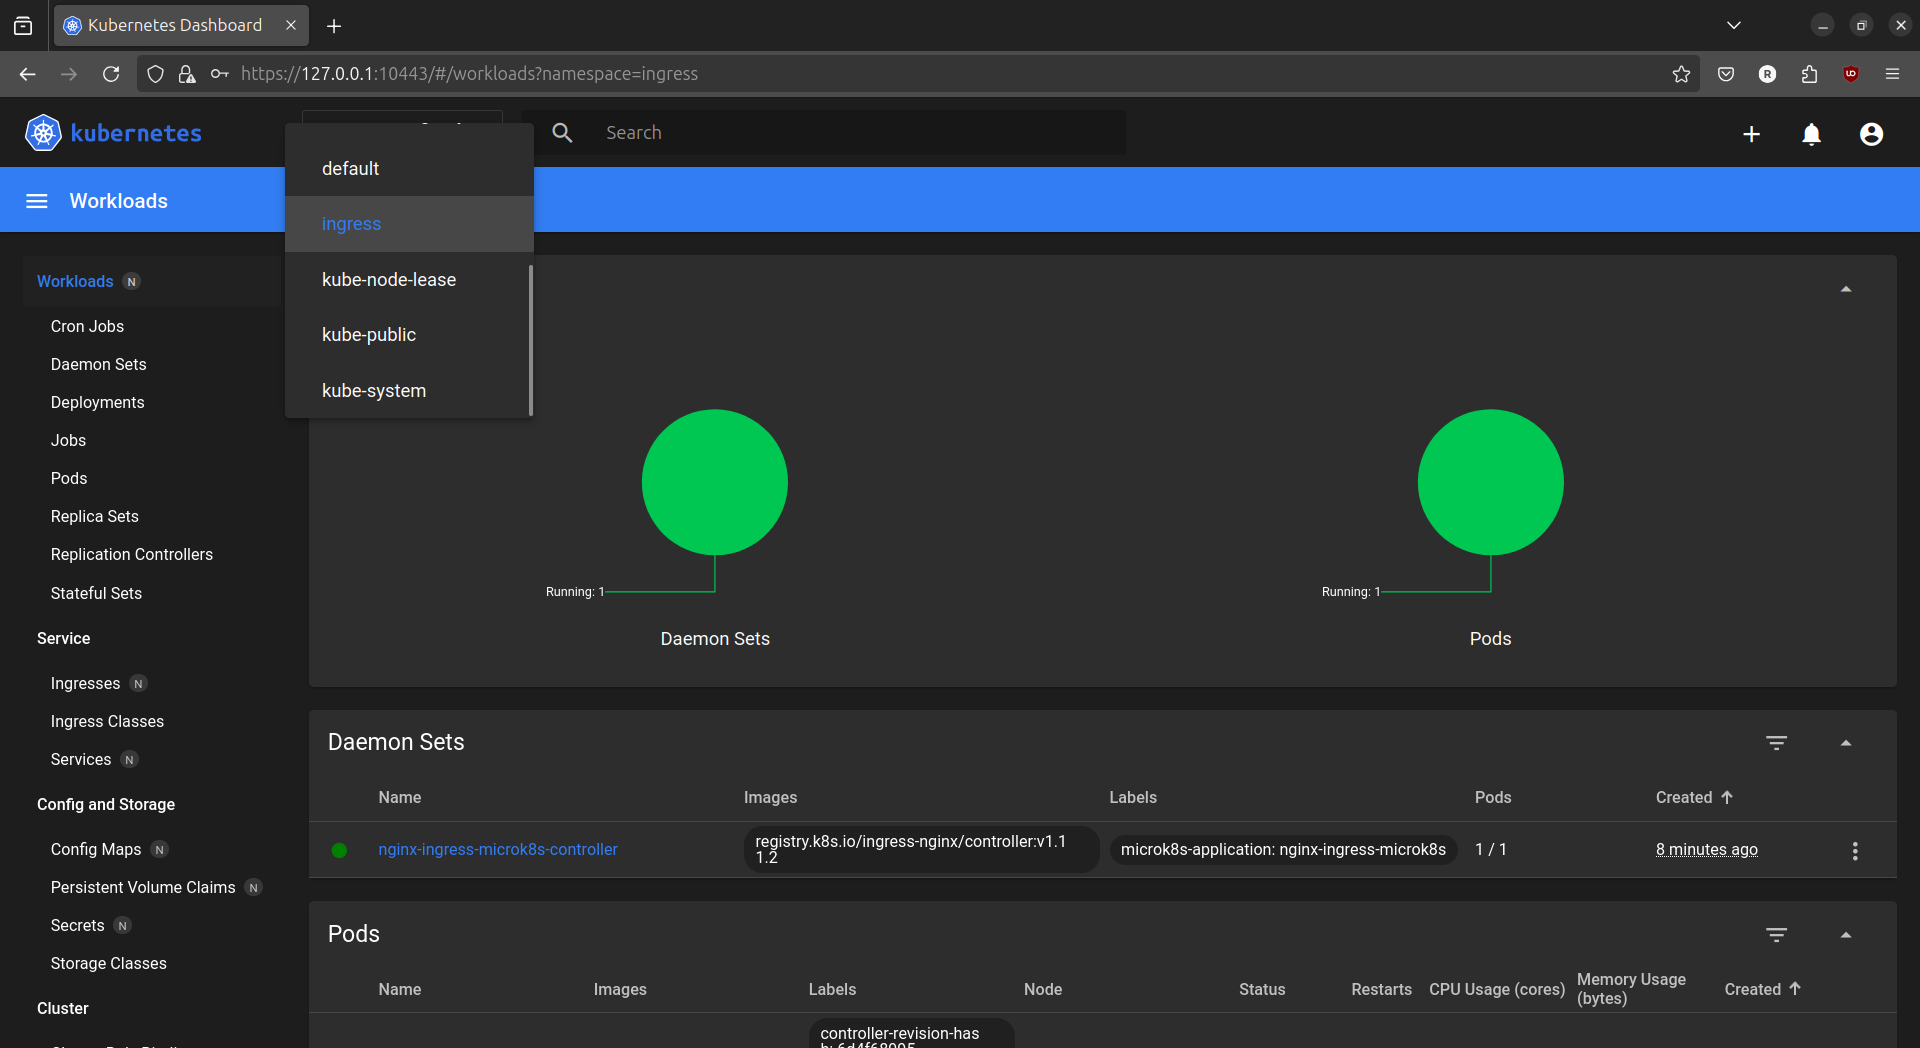 Kubernetes Dashboard
https://127.0.0.1:10443/#/workloads?namespace=ingress
kubernetes
Search
Workloads
default
ingress
kube-node-lease
kube-public
kube-system
Workloads N
Cron Jobs
Daemon Sets
Deployments
Jobs
Pods
Replica Sets
Replication Controllers
Stateful Sets
Service
Ingresses N
Ingress Classes
Services N
Config and Storage
Config Maps N
Persistent Volume Claims N
Secrets N
Storage Classes
Cluster
Running: 1
Daemon Sets
Running: 1
Pods
Daemon Sets
Name Images Labels Pods Created
nginx-ingress-microk8s-controller
registry.k8s.io/ingress-nginx/controller:v1.1
1.2
microk8s-application: nginx-ingress-microk8s
1 / 1
8 minutes ago
Pods
Name Images Labels Node Status Restarts CPU Usage (cores) Memory Usage
(bytes)
Created
controller-revision-has